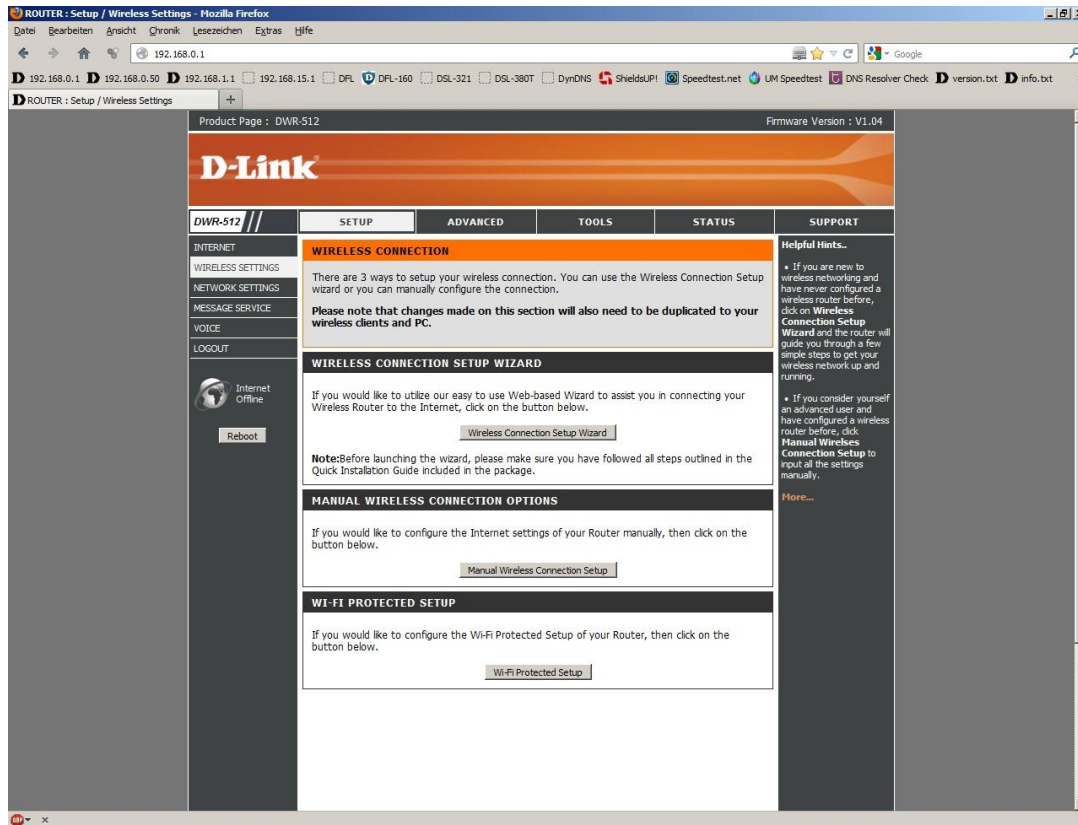 ROUTER : Setup / Wireless Settings - Mozilla Firefox
Datei Bearbeiten Ansicht Chronik Lesezeichen Extras Hilfe
192.168.0.1
Google
192.168.0.1 192.168.0.50 192.168.1.1 192.168.15.1 DFL DFL-160 DSL-321 DSL-380T DynDNS ShieldsUP! Speedtest.net UM Speedtest DNS Resolver Check version.txt info.txt
ROUTER : Setup / Wireless Settings
Product Page : DWR-512 Firmware Version : V1.04
D-Link
DWR-512 SETUP ADVANCED TOOLS STATUS SUPPORT
INTERNET
WIRELESS SETTINGS
NETWORK SETTINGS
MESSAGE SERVICE
VOICE
LOGOUT
Internet
Offline
Reboot
WIRELESS CONNECTION
There are 3 ways to setup your wireless connection. You can use the Wireless Connection Setup
wizard or you can manually configure the connection.
Please note that changes made on this section will also need to be duplicated to your
wireless clients and PC.
WIRELESS CONNECTION SETUP WIZARD
If you would like to utilize our easy to use Web-based Wizard to assist you in connecting your
Wireless Router to the Internet, click on the button below.
Wireless Connection Setup Wizard
Note:Before launching the wizard, please make sure you have followed all steps outlined in the
Quick Installation Guide included in the package.
MANUAL WIRELESS CONNECTION OPTIONS
If you would like to configure the Internet settings of your Router manually, then click on the
button below.
Manual Wireless Connection Setup
WI-FI PROTECTED SETUP
If you would like to configure the Wi-Fi Protected Setup of your Router, then click on the
button below.
Wi-Fi Protected Setup
Helpful Hints..
• If you are new to
wireless networking and
have never configured a
wireless router before,
click on Wireless
Connection Setup
Wizard and the router will
guide you through a few
simple steps to get your
wireless network up and
running.
• If you consider yourself
an advanced user and
have configured a wireless
router before, click
Manual Wirelses
Connection Setup to
input all the settings
manually.
More...
ABP